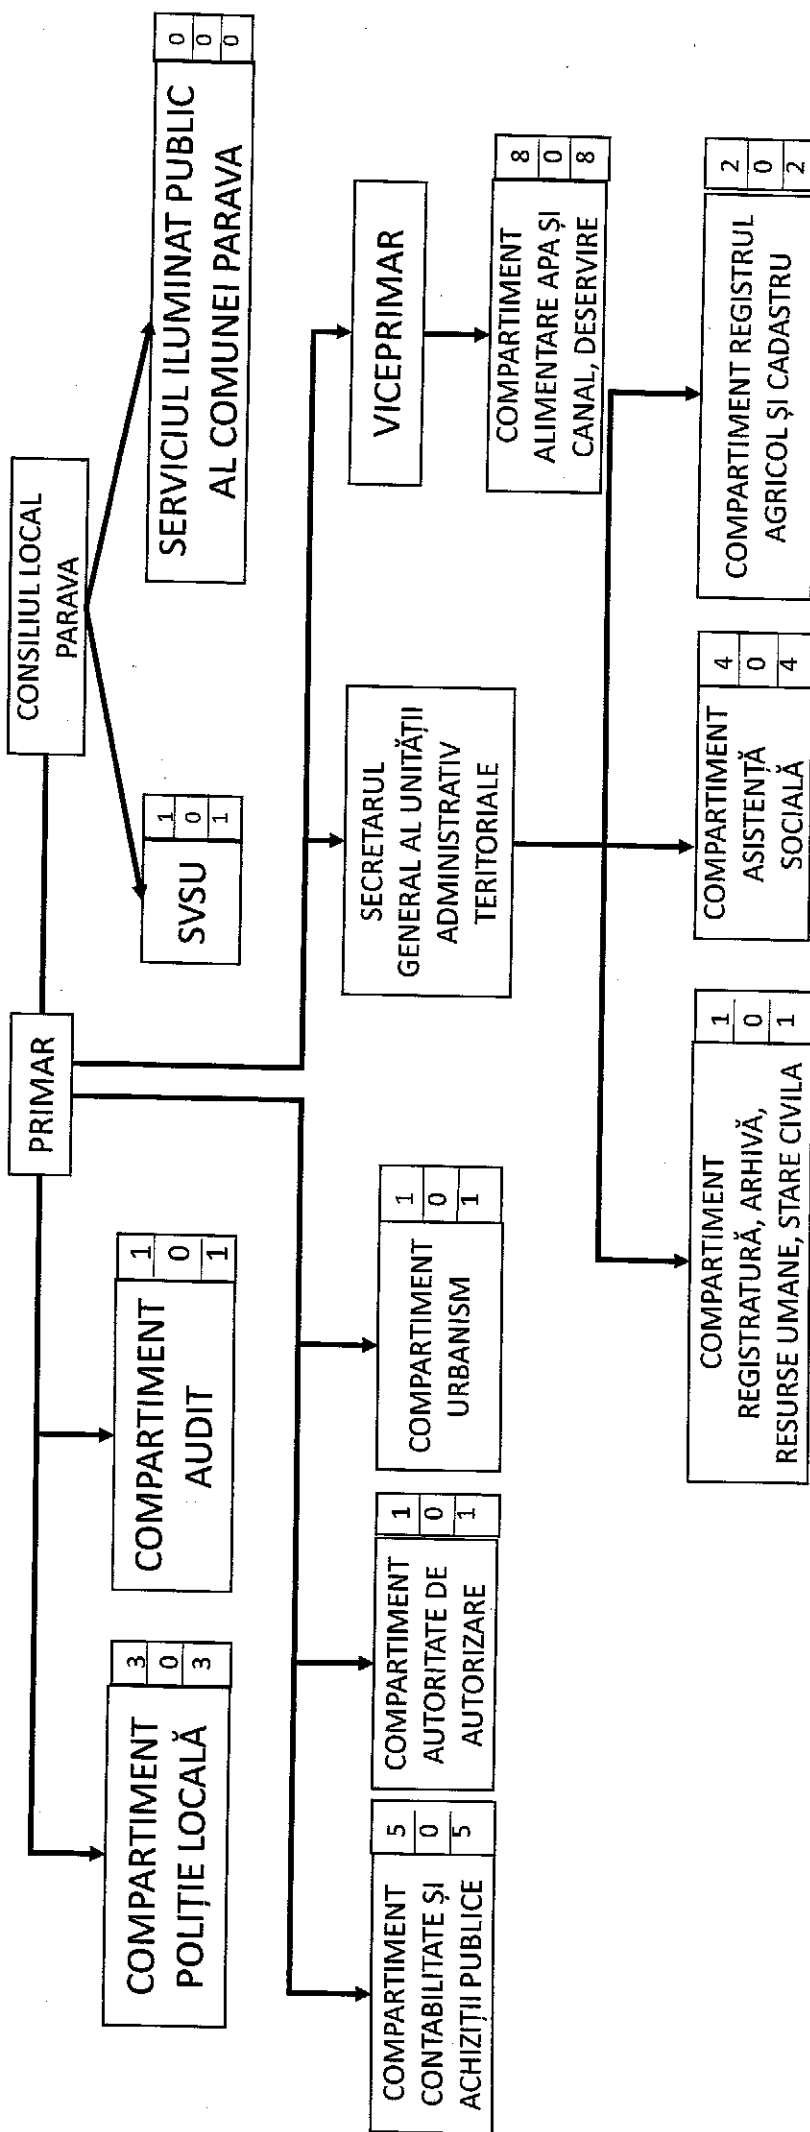 CONSILIUL LOCAL
PARAVA
PRIMAR
SERVICIUL ILUMINAT PUBLIC
AL COMUNEI PARAVA
0
0
0
SVSU
1
0
1
COMPARTIMENT
AUDIT
1
0
1
COMPARTIMENT
POLIȚIE LOCALĂ
3
0
3
VICEPRIMAR
SECRETARUL
GENERAL AL UNITĂȚII
ADMINISTRATIV
TERITORIALE
COMPARTIMENT
CONTABILITATE ȘI
ACHIZIȚII PUBLICE
5
0
5
COMPARTIMENT
AUTORITATE DE
AUTORIZARE
1
0
1
COMPARTIMENT
URBANISM
1
0
1
COMPARTIMENT
ALIMENTARE APA ȘI
CANAL, DESERVIRE
8
0
8
COMPARTIMENT
REGISTRATURĂ, ARHIVĂ,
RESURSE UMANE, STARE CIVILA
1
0
1
COMPARTIMENT
ASISTENȚĂ
SOCIALĂ
4
0
4
COMPARTIMENT REGISTRUL
AGRICOL ȘI CADASTRU
2
0
2